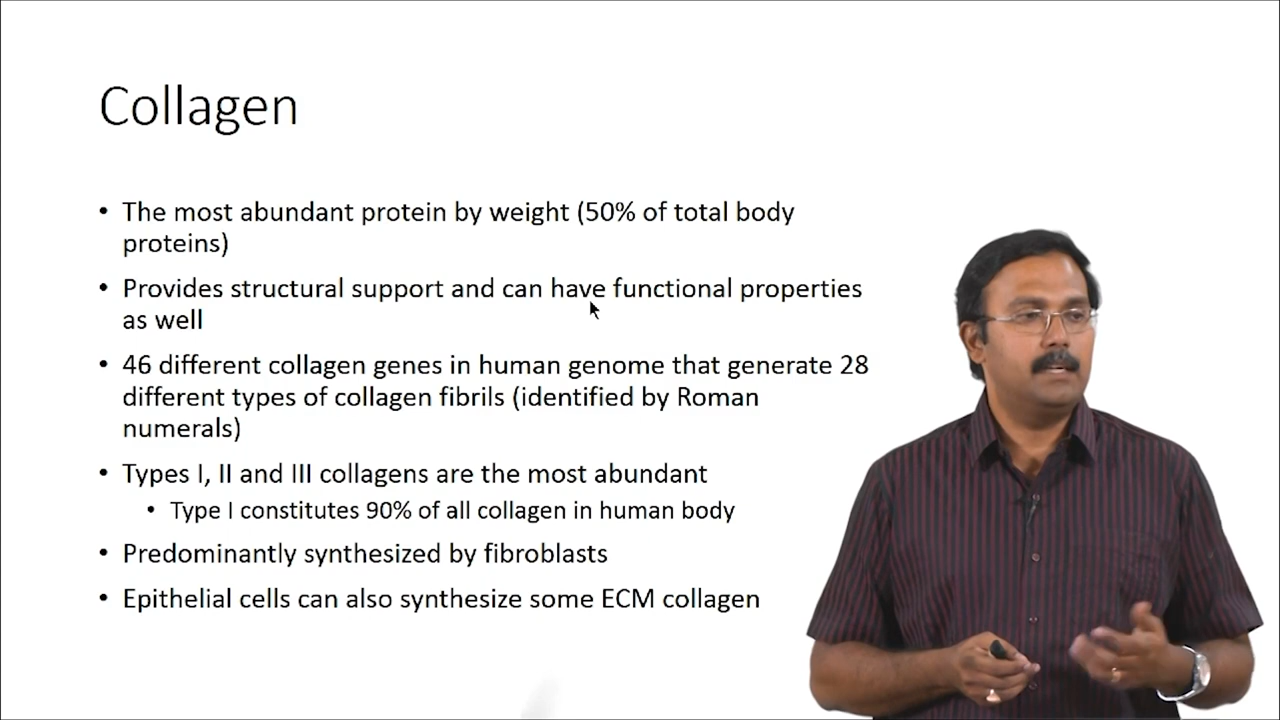 Collagen
• The most abundant protein by weight (50% of total body
proteins)
• Provides structural support and can have functional properties
as well
• 46 different collagen genes in human genome that generate 28
different types of collagen fibrils (identified by Roman
numerals)
• Types I, II and III collagens are the most abundant
• Type I constitutes 90% of all collagen in human body
• Predominantly synthesized by fibroblasts
• Epithelial cells can also synthesize some ECM collagen